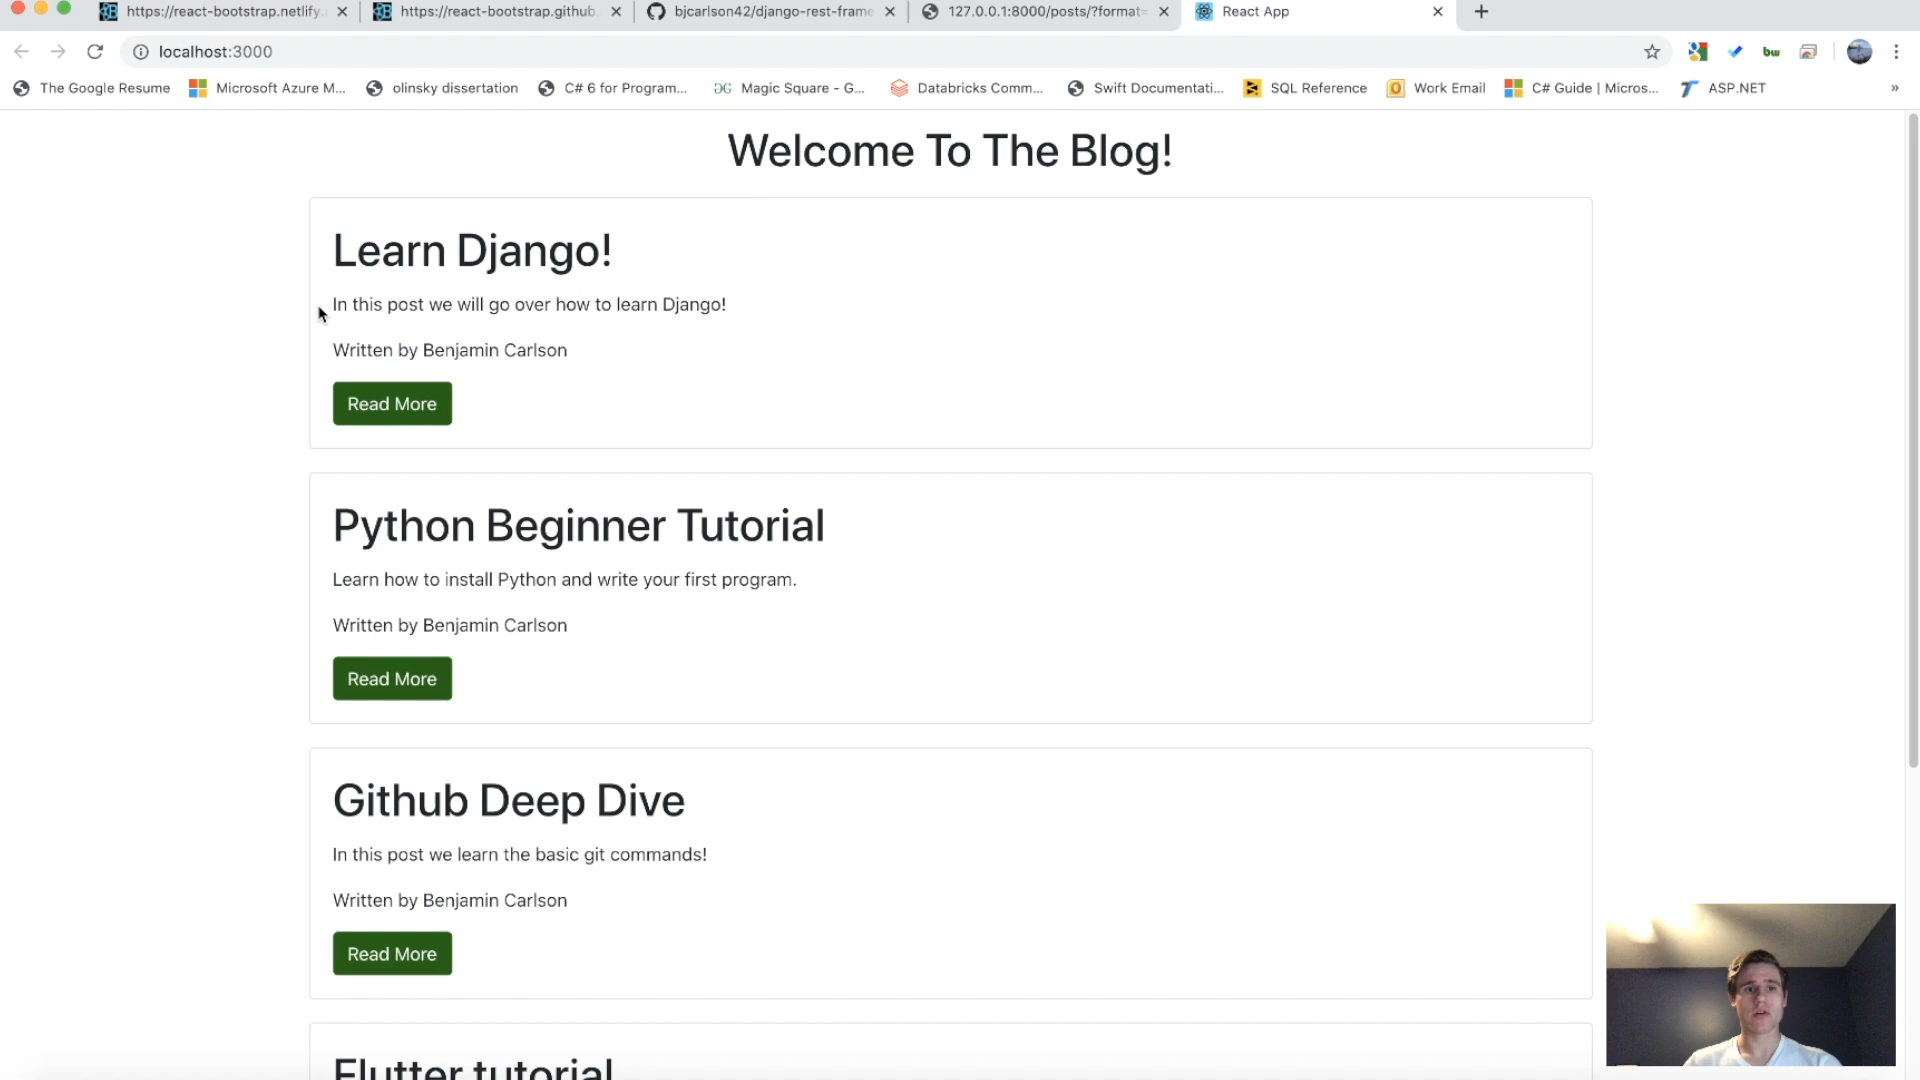 https://react-bootstrap.netlify.
https://react-bootstrap.github.
bjcarlson42/django-rest-frame
127.0.0.1:8000/posts/?format=
React App
localhost:3000
bw
The Google Resume
Microsoft Azure M...
olinsky dissertation
C# 6 for Program...
Magic Square - G...
Databricks Comm...
Swift Documentati...
SQL Reference
Work Email
C# Guide | Micros...
ASP.NET
Welcome To The Blog!
Learn Django!
In this post we will go over how to learn Django!
Written by Benjamin Carlson
Read More
Python Beginner Tutorial
Learn how to install Python and write your first program.
Written by Benjamin Carlson
Read More
Github Deep Dive
In this post we learn the basic git commands!
Written by Benjamin Carlson
Read More
Flutter tutorial